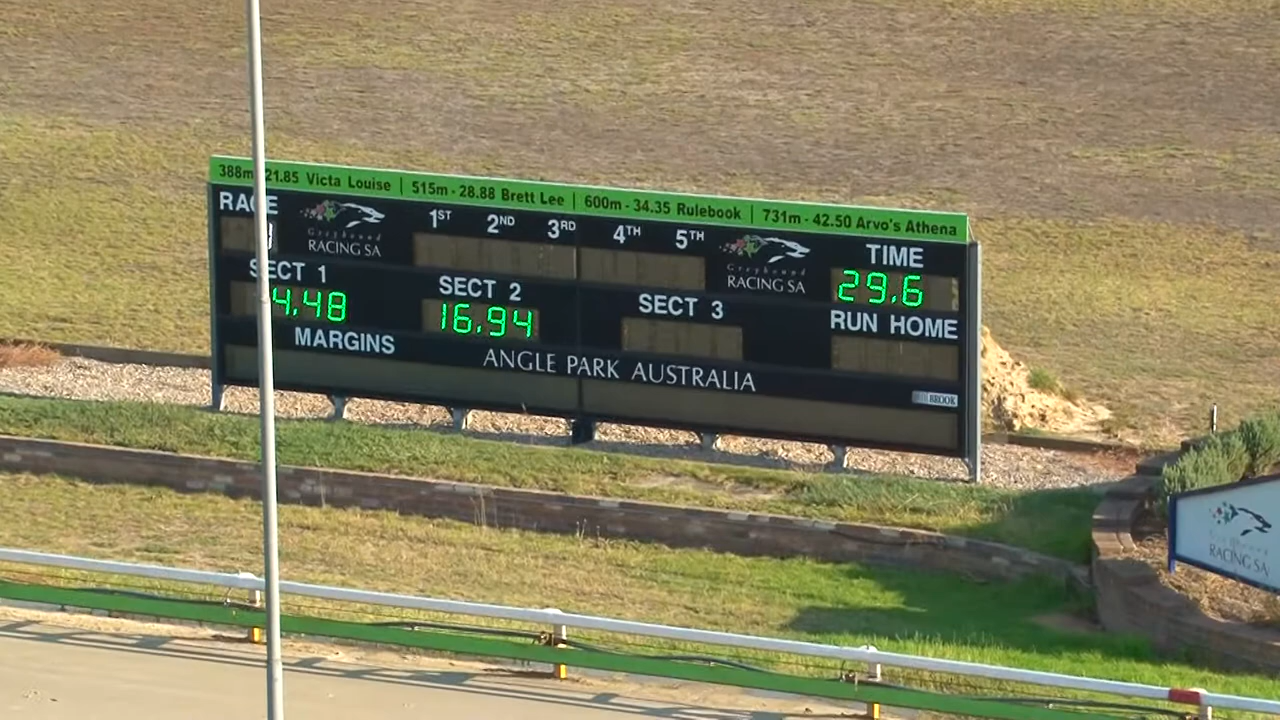 388m 21.85 Victa Louise | 515m - 28.88 Brett Lee | 600m - 34.35 Rulebook | 731m - 42.50 Arvo's Athena
RACE
Greyhound
RACING SA
1ST 2ND 3RD 4TH 5TH
Greyhound
RACING SA
TIME
29.6
SECT 1
4.48
SECT 2
16.94
SECT 3
RUN HOME
MARGINS
ANGLE PARK AUSTRALIA
BROOK
RACING SA